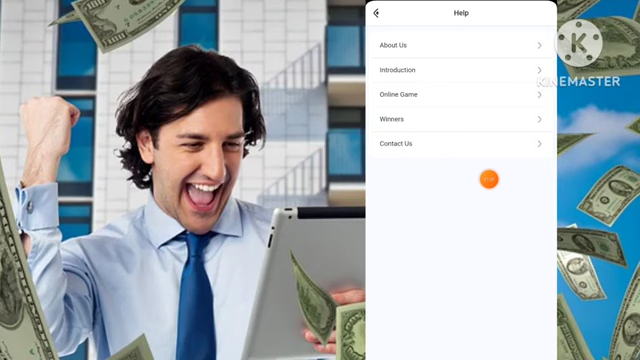 Help
About Us
Introduction
Online Game
Winners
Contact Us
K
KINEMASTER